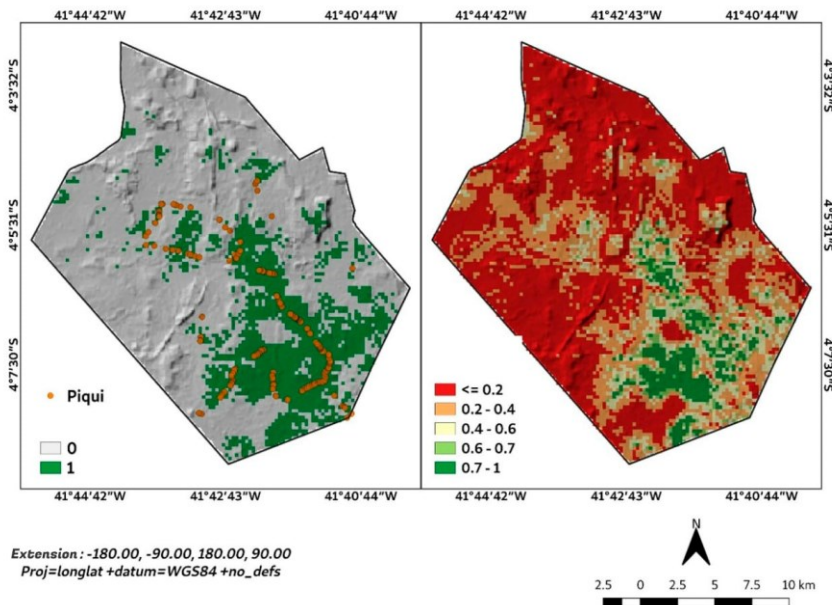 41°44′42″W 41°42′43″W 41°40′44″W 41°44′42″W 41°42′43″W 41°40′44″W
4°3′32″S
4°3′32″S
4°5′31″S
4°5′31″S
4°7′30″S
4°7′30″S
Piqui
0
1
<= 0.2
0.2 - 0.4
0.4 - 0.6
0.6 - 0.7
0.7 - 1
41°44′42″W 41°42′43″W 41°40′44″W 41°44′42″W 41°42′43″W 41°40′44″W
Extension: -180.00, -90.00, 180.00, 90.00
Proj=longlat +datum=WGS84 +no_defs
N
2.5 0 2.5 5 7.5 10 km